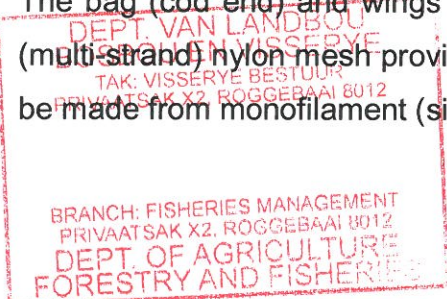 The bag (cod end) and wings
DEPT. VAN LANDBOU
BOSBOU EN VISSERYE
(multi-strand) nylon mesh provi
TAK: VISSERYE BESTUUR
PRIVAATSAK X2, ROGGEBAAI 8012
be made from monofilament (si
BRANCH: FISHERIES MANAGEMENT
PRIVAATSAK X2, ROGGEBAAI 8012
DEPT. OF AGRICULTURE
FORESTRY AND FISHERIES